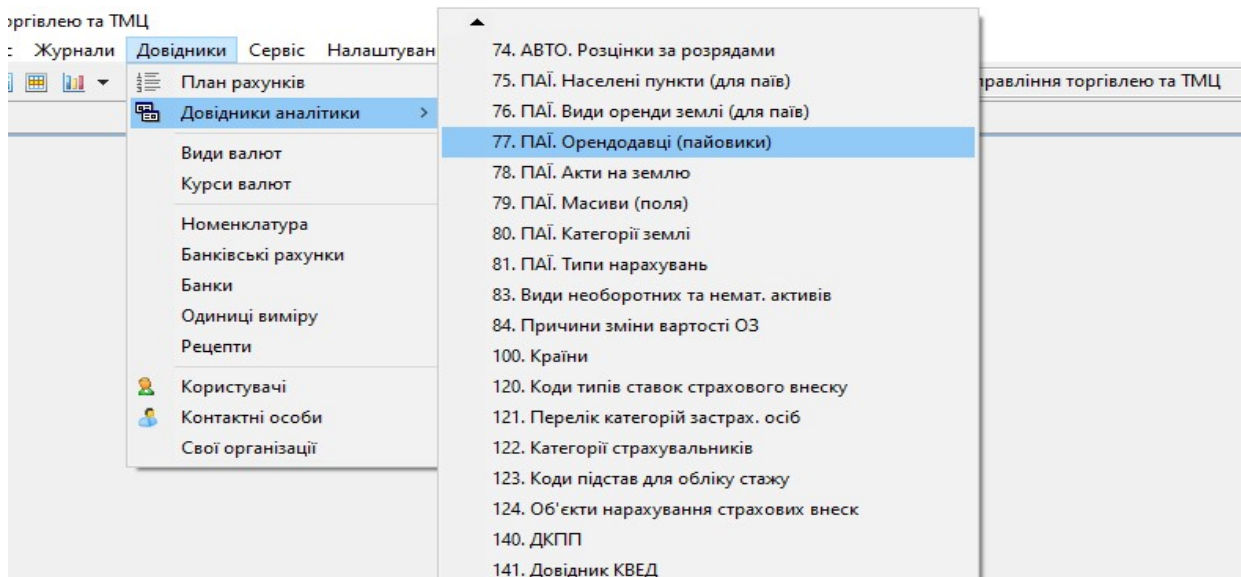 оргівлею та ТМЦ
Журнали Довідники Сервіс Налаштуван
правління торгівлею та ТМЦ
План рахунків
Довідники аналітики
Види валют
Курси валют
Номенклатура
Банківські рахунки
Банки
Одиниці виміру
Рецепти
Користувачі
Контактні особи
Свої організації
74. АВТО. Розцінки за розрядами
75. ПАЇ. Населені пункти (для паїв)
76. ПАЇ. Види оренди землі (для паїв)
77. ПАЇ. Орендодавці (пайовики)
78. ПАЇ. Акти на землю
79. ПАЇ. Масиви (поля)
80. ПАЇ. Категорії землі
81. ПАЇ. Типи нарахувань
83. Види необоротних та немат. активів
84. Причини зміни вартості ОЗ
100. Країни
120. Коди типів ставок страхового внеску
121. Перелік категорій застрах. осіб
122. Категорії страхувальників
123. Коди підстав для обліку стажу
124. Об'єкти нарахування страхових внеск
140. ДКПП
141. Довідник КВЕД